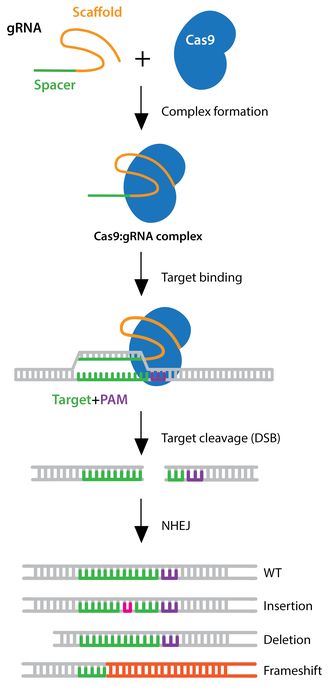 Scaffold
gRNA
Cas9
+
Spacer
Complex formation
Cas9:gRNA complex
Target binding
Target+PAM
Target cleavage (DSB)
NHEJ
WT
Insertion
Deletion
Frameshift